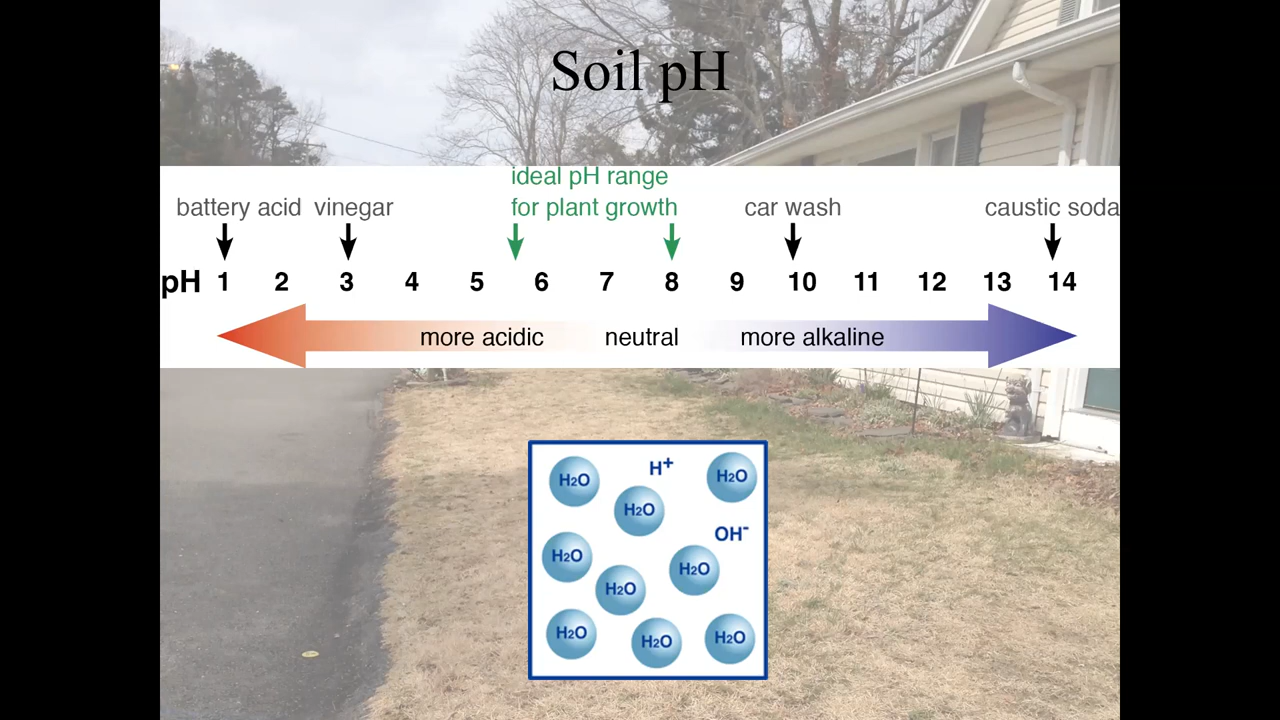 Soil pH
ideal pH range
battery acid vinegar for plant growth car wash caustic soda
pH 1 2 3 4 5 6 7 8 9 10 11 12 13 14
more acidic neutral more alkaline
H₂O H⁺ H₂O
H₂O
OH⁻
H₂O H₂O
H₂O
H₂O H₂O H₂O